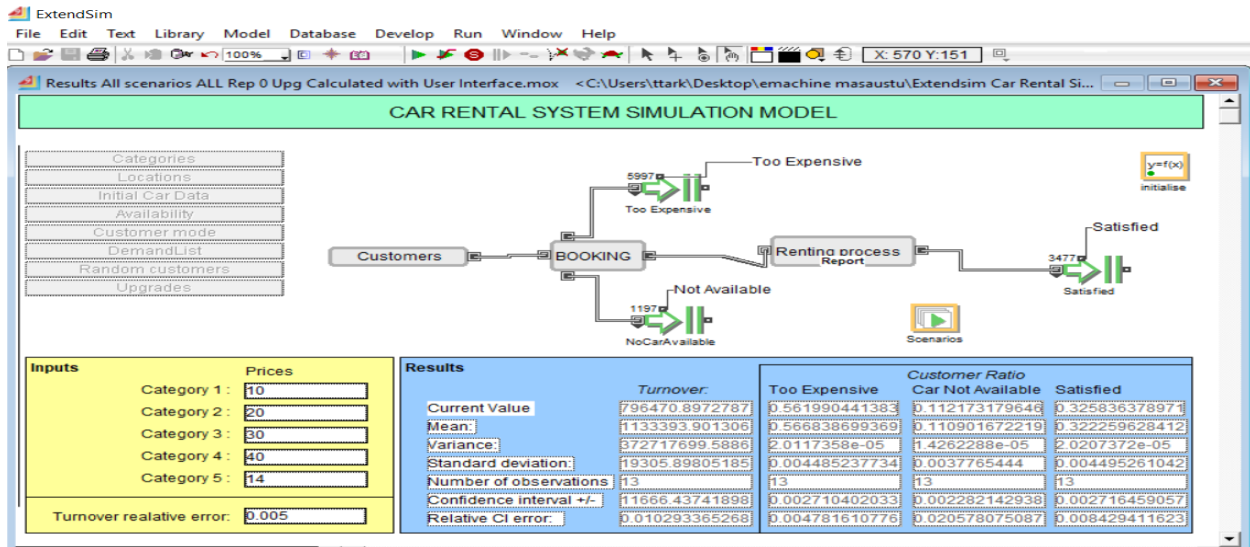 ExtendSim
File Edit Text Library Model Database Develop Run Window Help
100% X: 570 Y:151
Results All scenarios ALL Rep 0 Upg Calculated with User Interface.mox <C:\Users\ttark\Desktop\emachine masaustu\Extendsim Car Rental Si...
CAR RENTAL SYSTEM SIMULATION MODEL
Categories
Locations
Initial Car Data
Availability
Customer mode
DemandList
Random customers
Upgrades
Too Expensive
5997
Too Expensive
y=f(x)
initialise
Customers
BOOKING
Renting process
Report
Satisfied
3477
Satisfied
Not Available
1197
NoCarAvailable
Scenarios
Inputs
Prices
Category 1 : 10
Category 2 : 20
Category 3 : 30
Category 4 : 40
Category 5 : 14
Turnover realative error: 0.005
Results
Customer Ratio
Turnover: Too Expensive Car Not Available Satisfied
Current Value 796470.8972787 0.561990441383 0.112173179646 0.325836378971
Mean: 1133393.901306 0.566838699369 0.110901672219 0.322259628412
Variance: 372717699.5886 2.0117358e-05 1.4262288e-05 2.0207372e-05
Standard deviation: 19305.89805185 0.004485237734 0.0037765444 0.004495261042
Number of observations 13 13 13 13
Confidence interval +/- 11666.43741898 0.002710402033 0.002282142938 0.002716459057
Relative CI error: 0.010293365268 0.004781610776 0.020578075087 0.008429411623